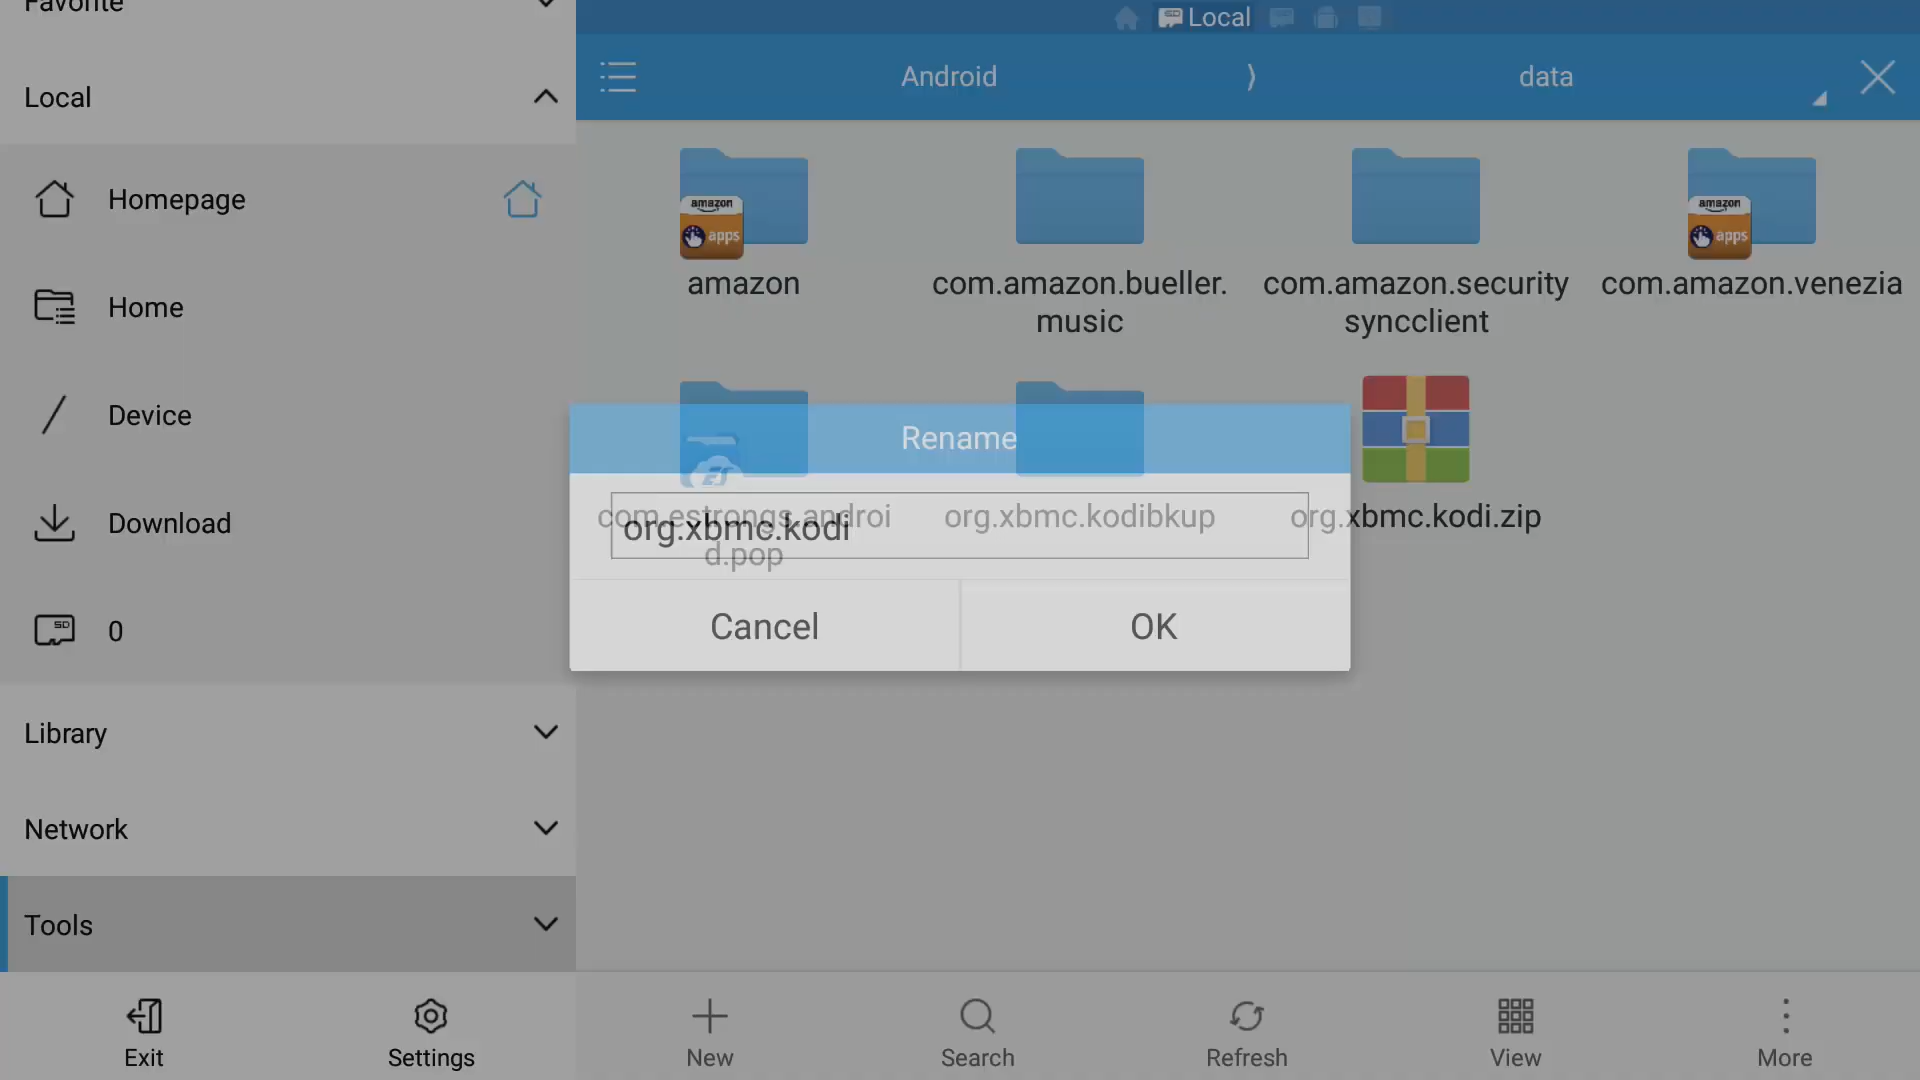 Favorite
Local
Homepage
Home
Device
Download
SD
0
Library
Network
Tools
Exit
Settings
Local
Android
data
amazon
apps
amazon
com.amazon.bueller.
music
com.amazon.security
syncclient
amazon
apps
com.amazon.venezia
Rename
com.estrongs.androi
d.pop
org.xbmc.kodibkup
org.xbmc.kodi.zip
org.xbmc.kodi
Cancel
OK
New
Search
Refresh
View
More